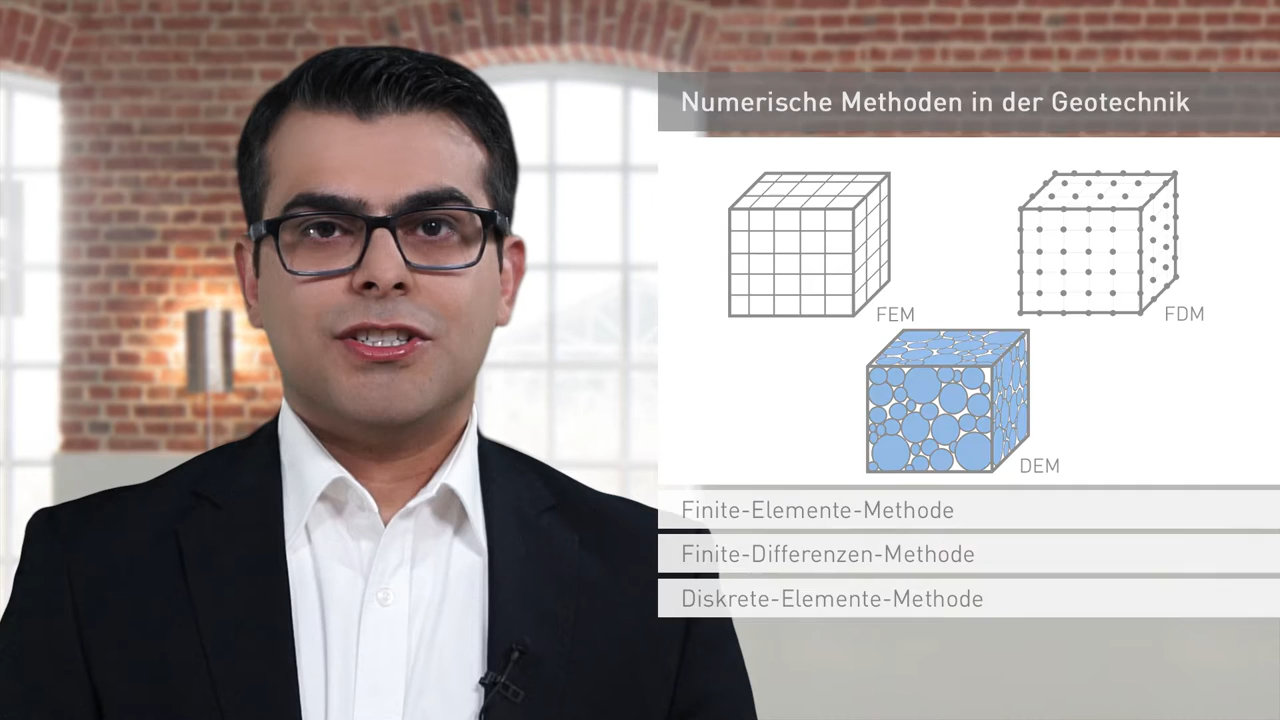 Numerische Methoden in der Geotechnik
FEM
FDM
DEM
Finite-Elemente-Methode
Finite-Differenzen-Methode
Diskrete-Elemente-Methode